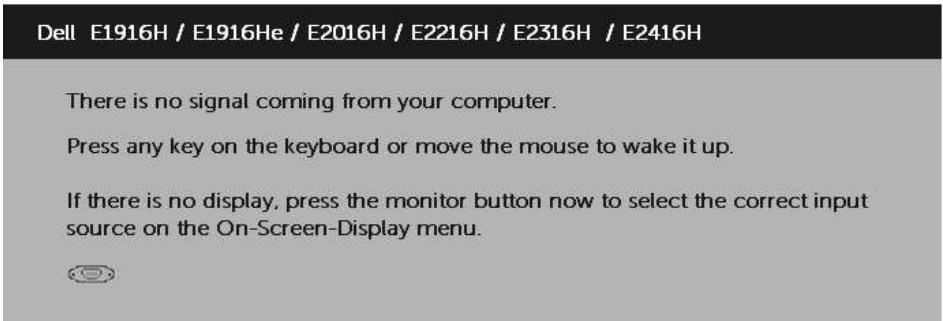 Dell E1916H / E1916He / E2016H / E2216H / E2316H / E2416H
There is no signal coming from your computer.
Press any key on the keyboard or move the mouse to wake it up.
If there is no display, press the monitor button now to select the correct input
source on the On-Screen-Display menu.